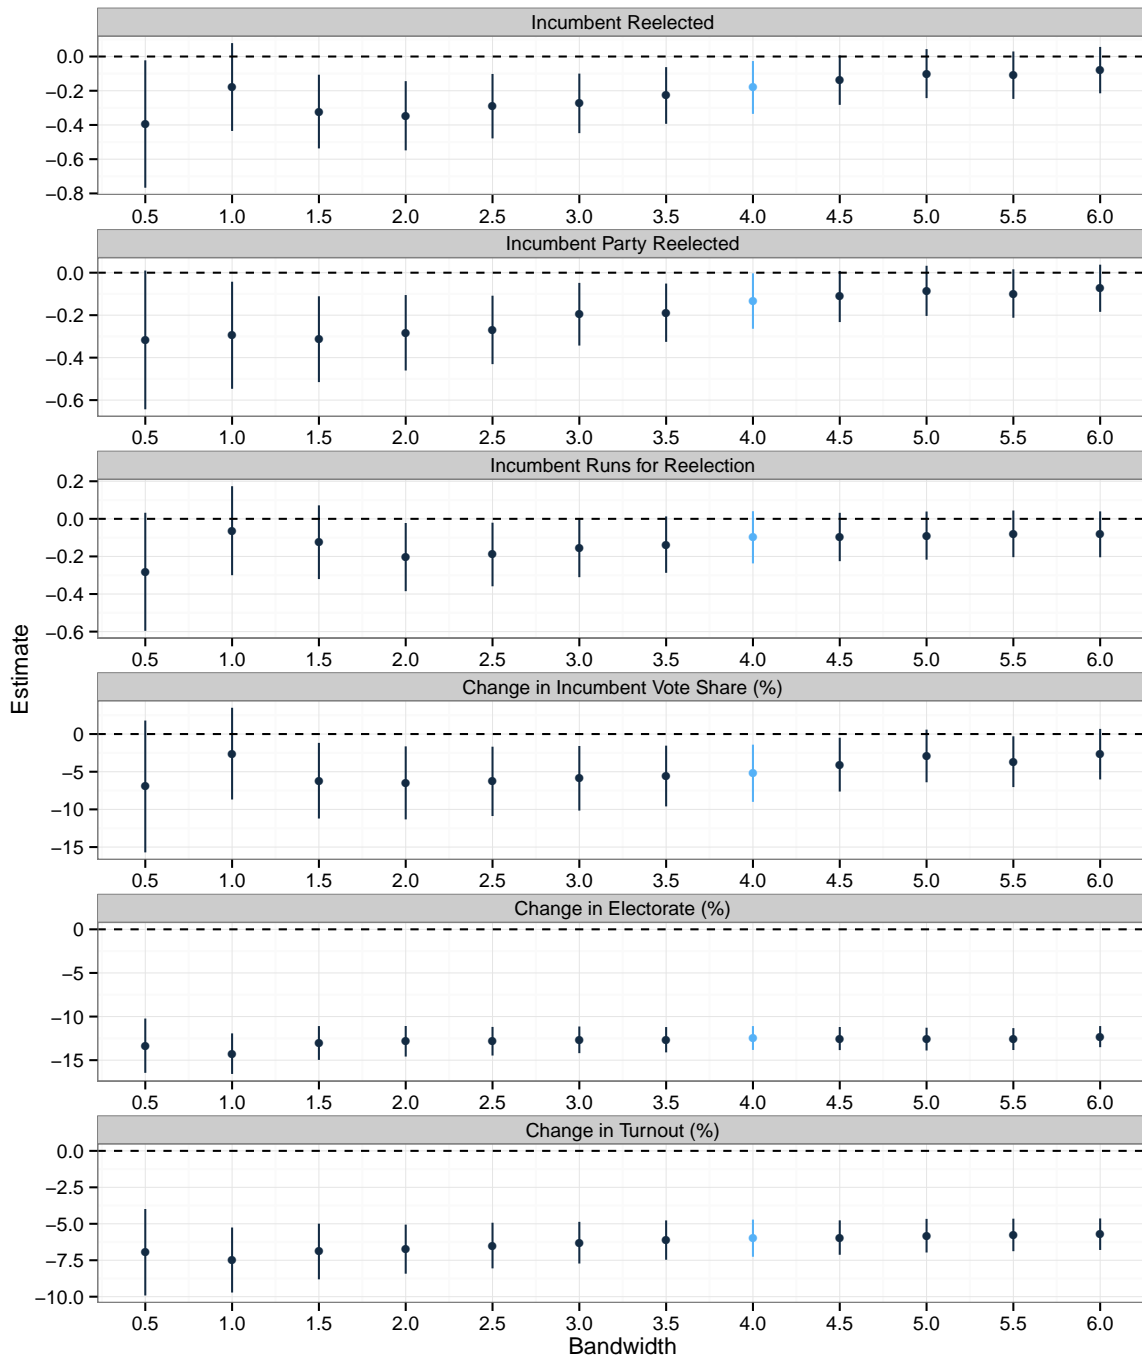 Incumbent Reelected
0.0
−0.2
−0.4
−0.6
−0.8
0.5 1.0 1.5 2.0 2.5 3.0 3.5 4.0 4.5 5.0 5.5 6.0
Incumbent Party Reelected
0.0
−0.2
−0.4
−0.6
0.5 1.0 1.5 2.0 2.5 3.0 3.5 4.0 4.5 5.0 5.5 6.0
Incumbent Runs for Reelection
0.2
0.0
−0.2
−0.4
−0.6
0.5 1.0 1.5 2.0 2.5 3.0 3.5 4.0 4.5 5.0 5.5 6.0
Estimate
Change in Incumbent Vote Share (%)
0
−5
−10
−15
0.5 1.0 1.5 2.0 2.5 3.0 3.5 4.0 4.5 5.0 5.5 6.0
Change in Electorate (%)
0
−5
−10
−15
0.5 1.0 1.5 2.0 2.5 3.0 3.5 4.0 4.5 5.0 5.5 6.0
Change in Turnout (%)
0.0
−2.5
−5.0
−7.5
−10.0
0.5 1.0 1.5 2.0 2.5 3.0 3.5 4.0 4.5 5.0 5.5 6.0
Bandwidth